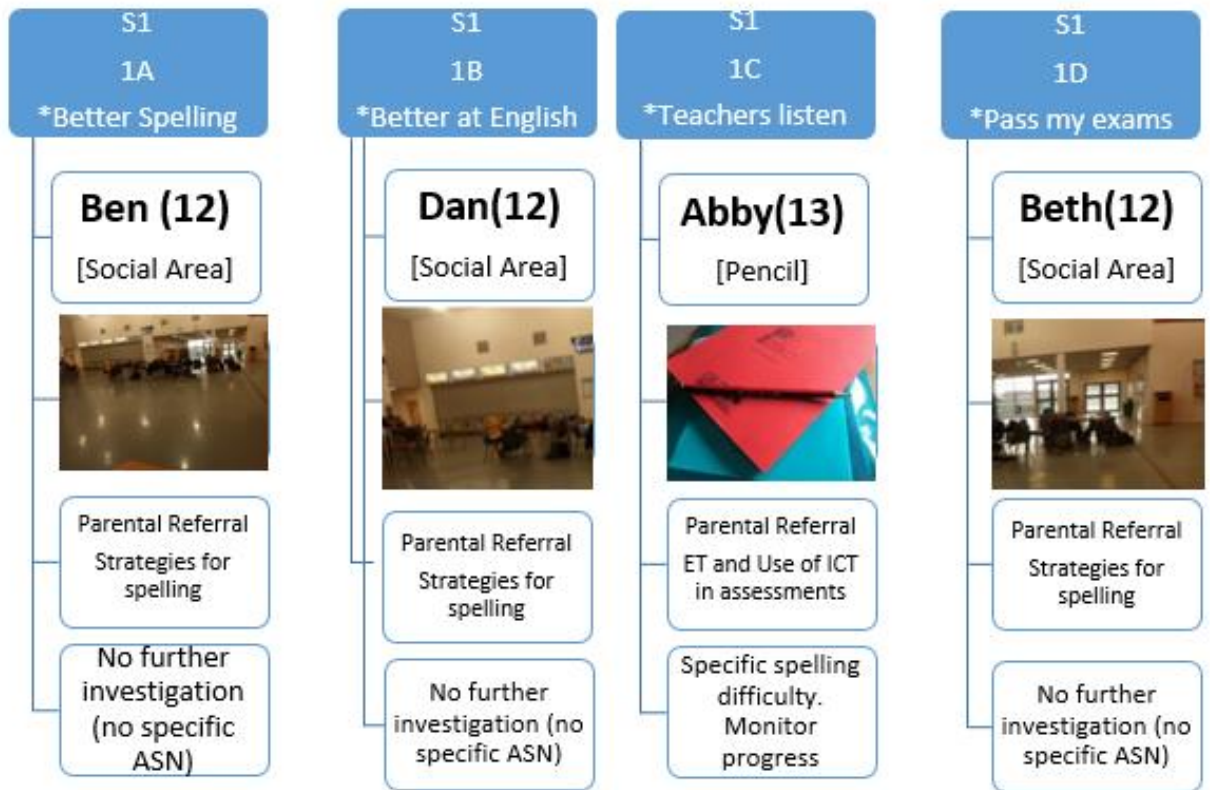 S1
1A
*Better Spelling
Ben (12)
[Social Area]
Parental Referral
Strategies for
spelling
No further
investigation
(no specific
ASN)
S1
1B
*Better at English
Dan(12)
[Social Area]
Parental Referral
Strategies for
spelling
No further
investigation (no
specific ASN)
S1
1C
*Teachers listen
Abby(13)
[Pencil]
Parental Referral
ET and Use of ICT
in assessments
Specific spelling
difficulty.
Monitor
progress
S1
1D
*Pass my exams
Beth(12)
[Social Area]
Parental Referral
Strategies for
spelling
No further
investigation (no
specific ASN)